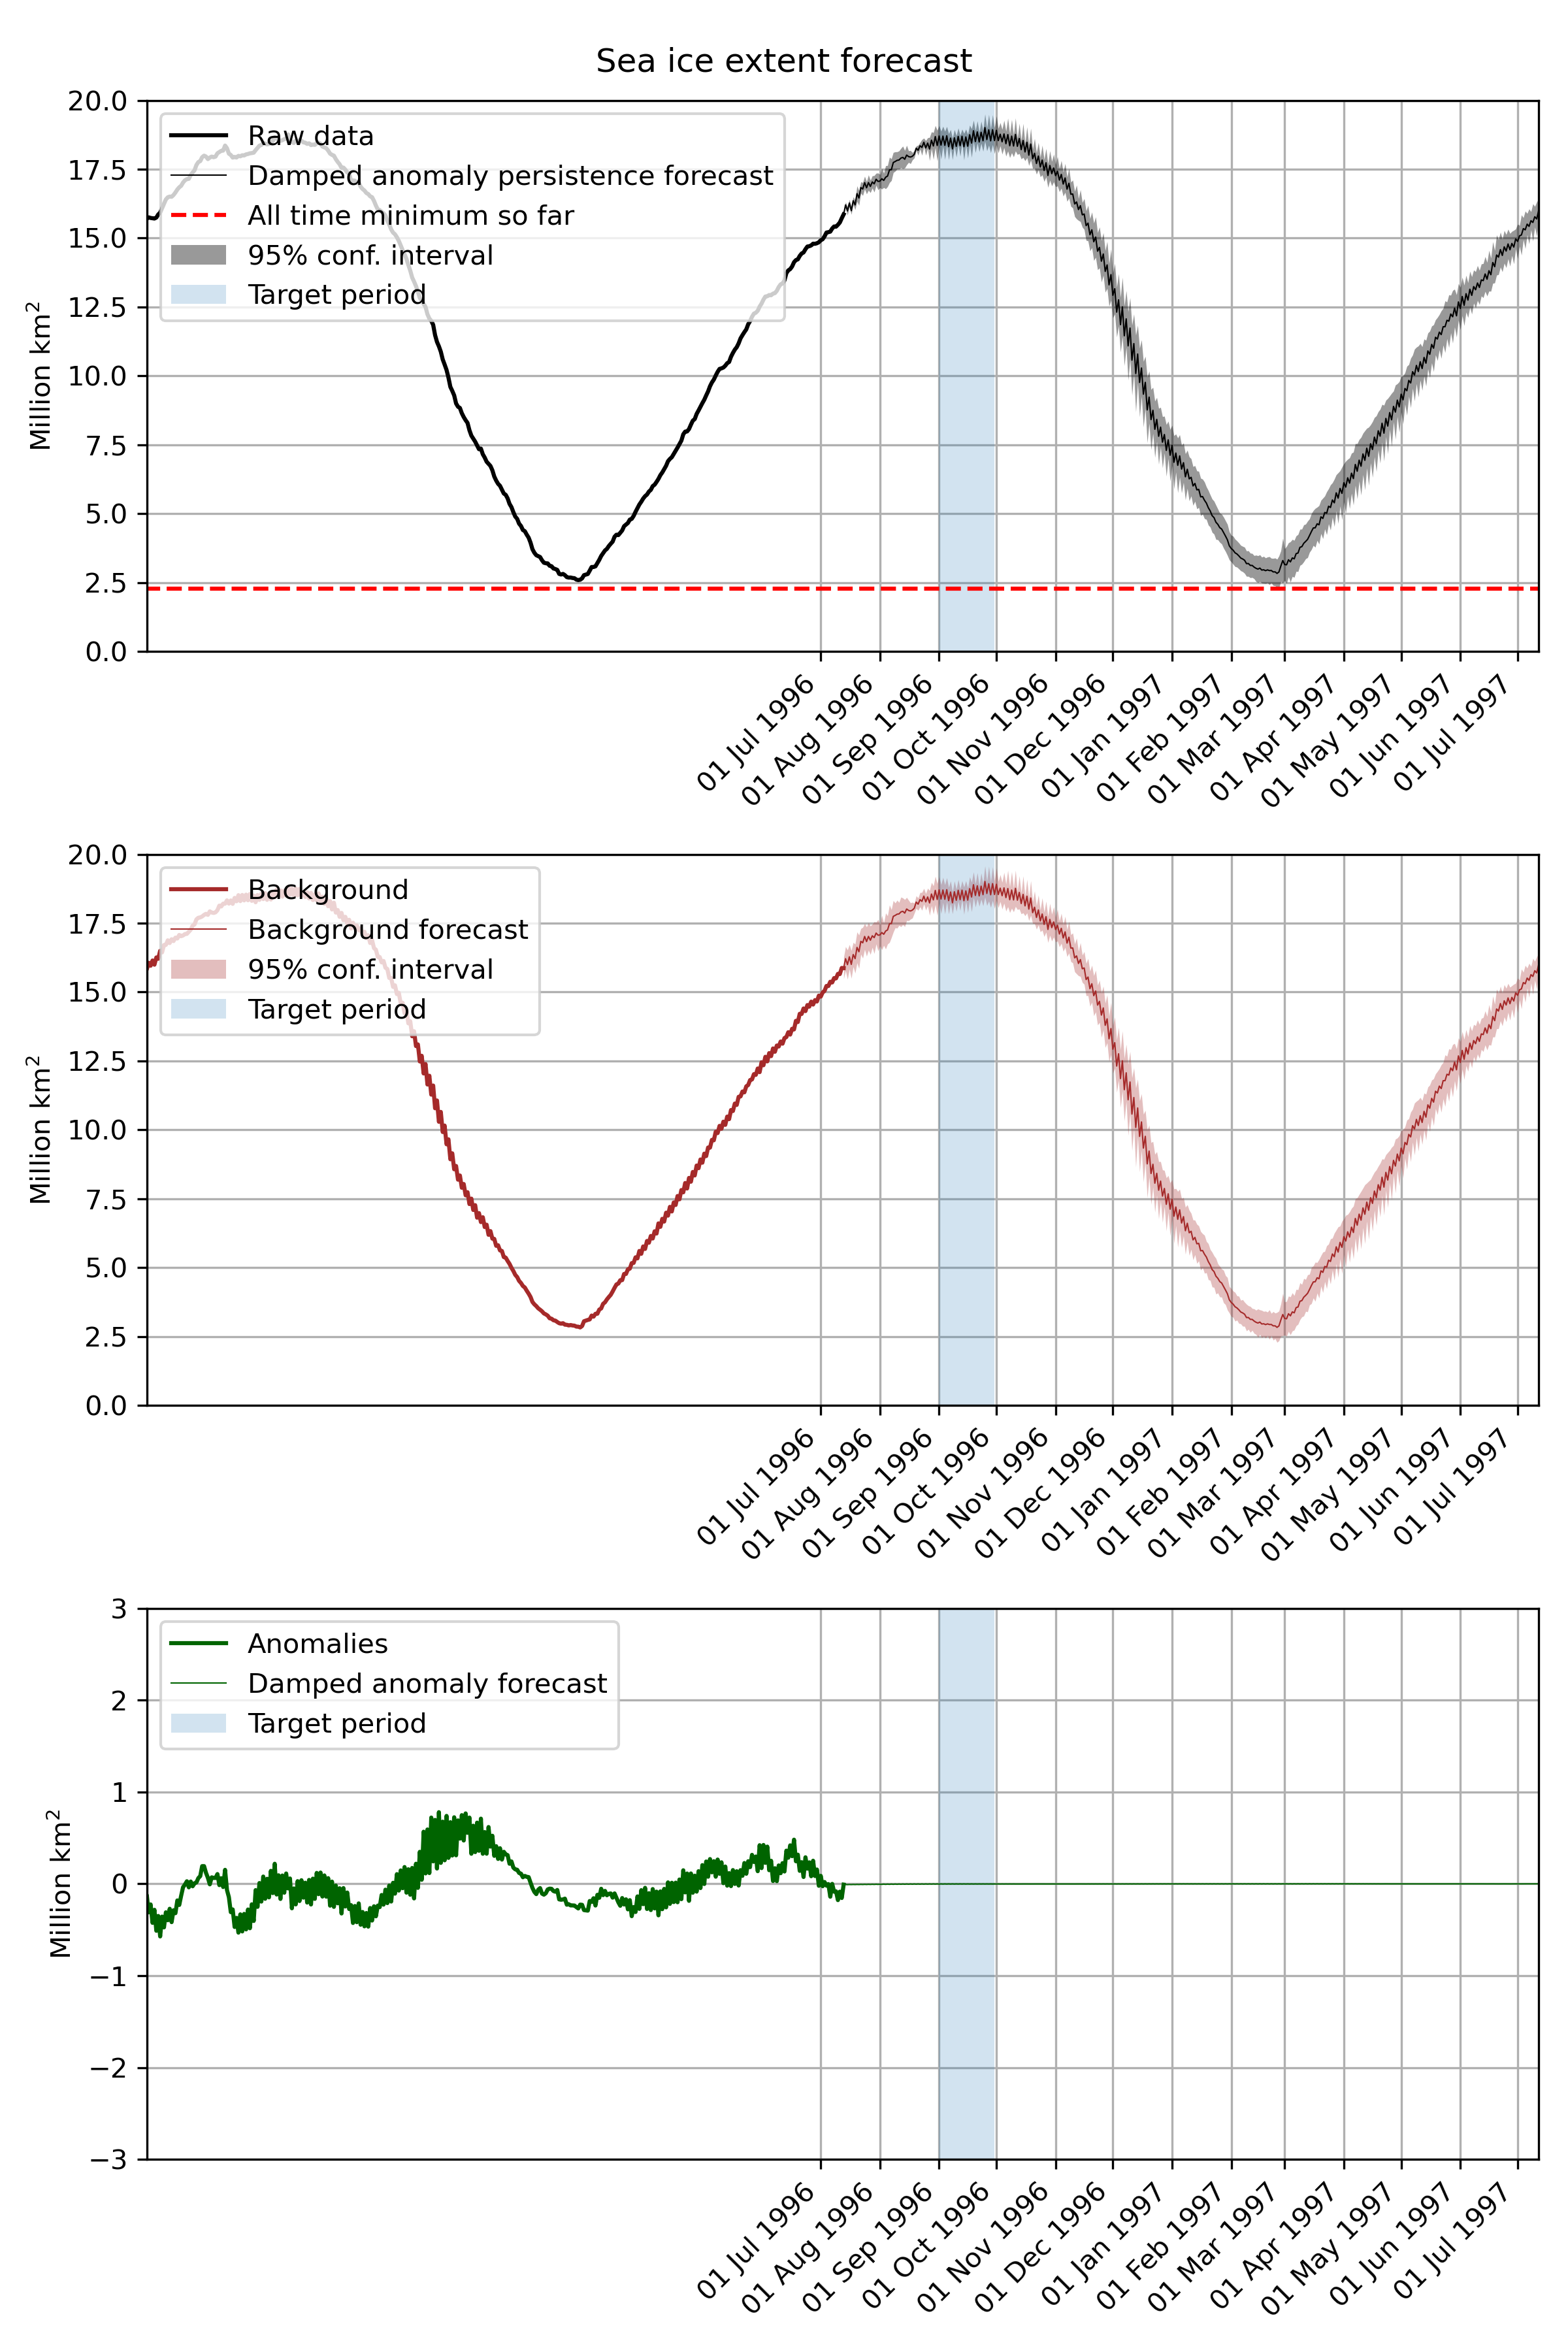 Sea ice extent forecast
20.0
17.5
15.0
12.5
10.0
7.5
5.0
2.5
0.0
Million km²
Raw data
Damped anomaly persistence forecast
All time minimum so far
95% conf. interval
Target period
01 Jul 1996
01 Aug 1996
01 Sep 1996
01 Oct 1996
01 Nov 1996
01 Dec 1996
01 Jan 1997
01 Feb 1997
01 Mar 1997
01 Apr 1997
01 May 1997
01 Jun 1997
01 Jul 1997
20.0
17.5
15.0
12.5
10.0
7.5
5.0
2.5
0.0
Million km²
Background
Background forecast
95% conf. interval
Target period
01 Jul 1996
01 Aug 1996
01 Sep 1996
01 Oct 1996
01 Nov 1996
01 Dec 1996
01 Jan 1997
01 Feb 1997
01 Mar 1997
01 Apr 1997
01 May 1997
01 Jun 1997
01 Jul 1997
3
2
1
0
−1
−2
−3
Million km²
Anomalies
Damped anomaly forecast
Target period
01 Jul 1996
01 Aug 1996
01 Sep 1996
01 Oct 1996
01 Nov 1996
01 Dec 1996
01 Jan 1997
01 Feb 1997
01 Mar 1997
01 Apr 1997
01 May 1997
01 Jun 1997
01 Jul 1997